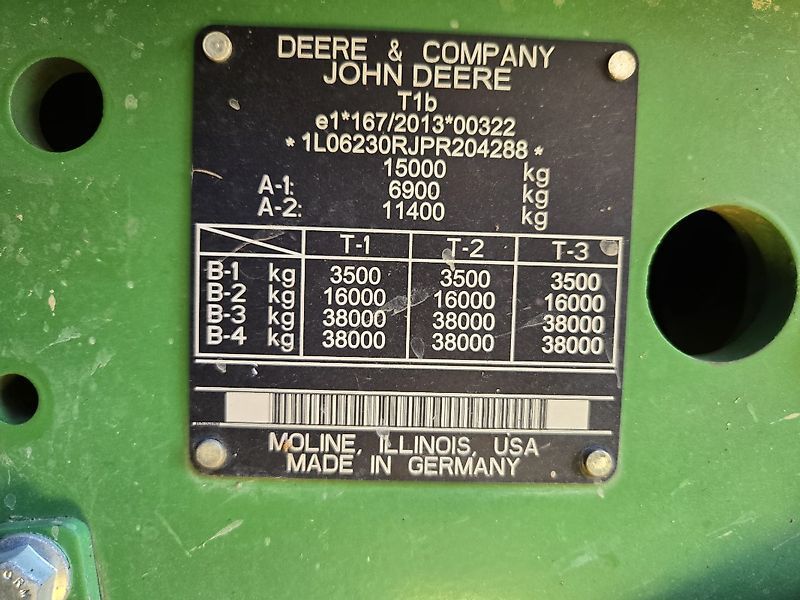 DEERE & COMPANY
JOHN DEERE
T1b
e1*167/2013*00322
* 1L06230RJPR204288 *
15000 kg
A-1: 6900 kg
A-2: 11400 kg
T-1 T-2 T-3
B-1 kg 3500 3500 3500
B-2 kg 16000 16000 16000
B-3 kg 38000 38000 38000
B-4 kg 38000 38000 38000
MOLINE, ILLINOIS, USA
MADE IN GERMANY